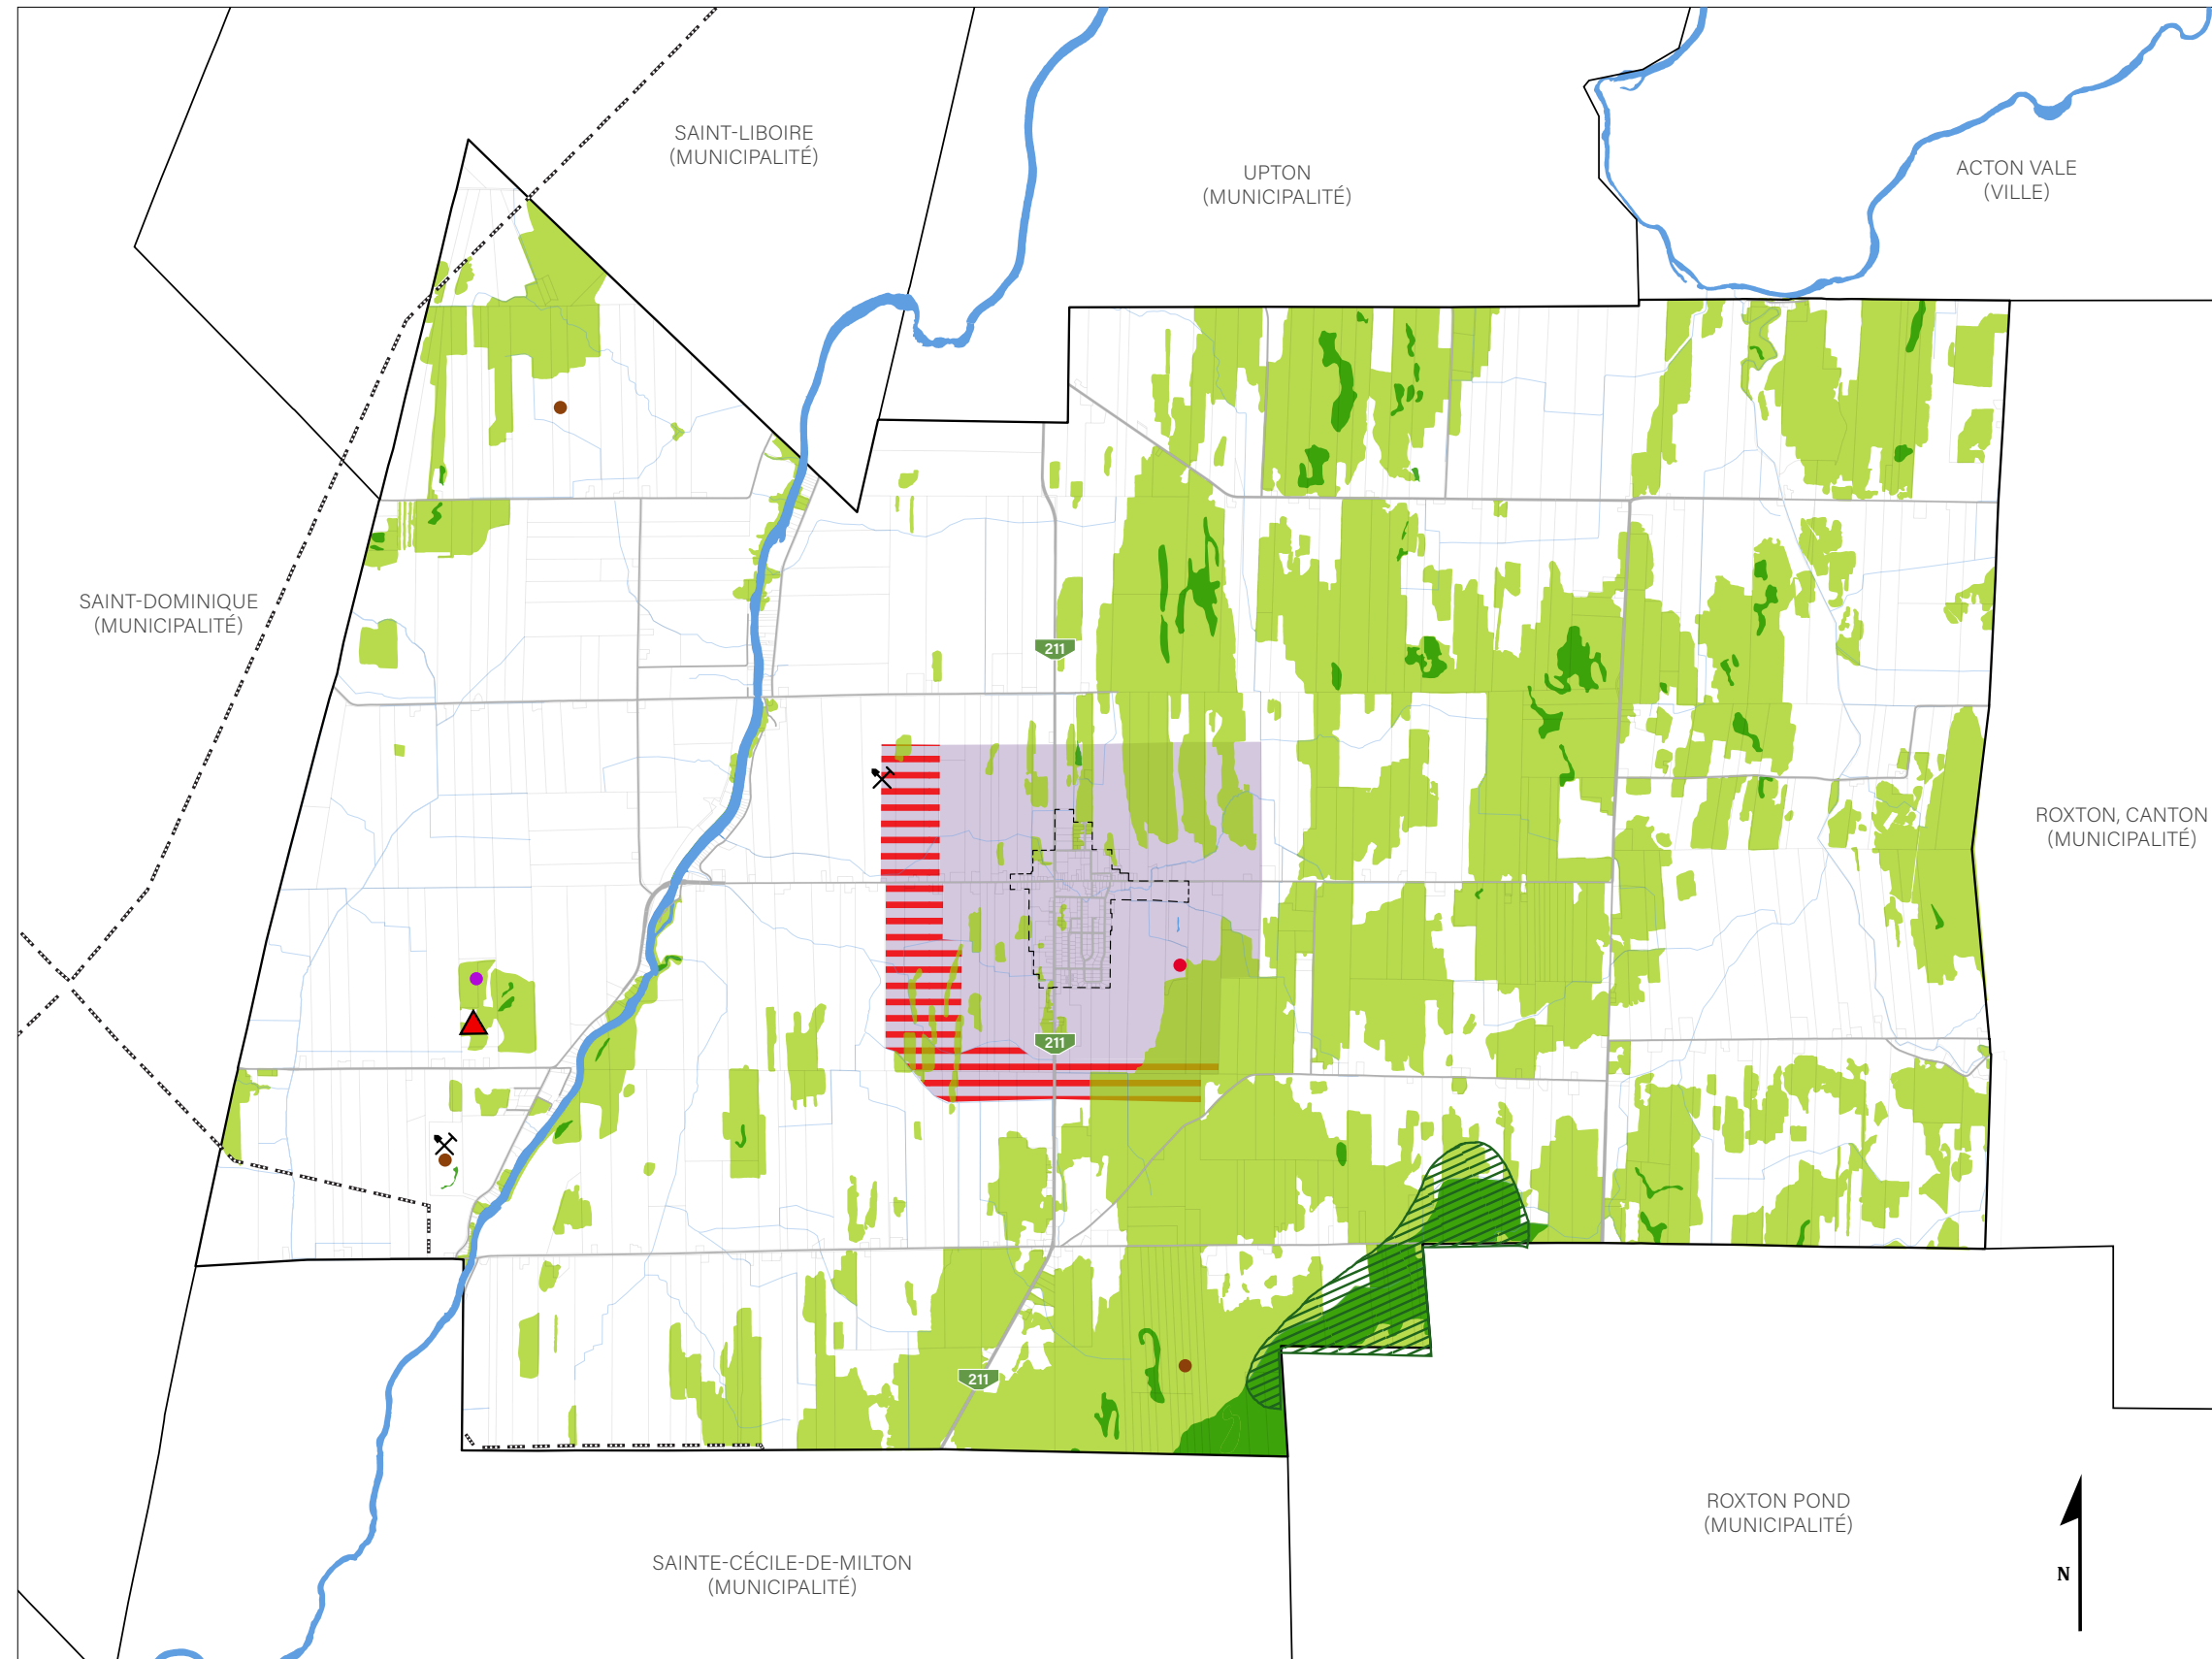 SAINT-LIBOIRE
(MUNICIPALITÉ)
UPTON
(MUNICIPALITÉ)
ACTON VALE
(VILLE)
SAINT-DOMINIQUE
(MUNICIPALITÉ)
211
ROXTON, CANTON
(MUNICIPALITÉ)
211
211
ROXTON POND
(MUNICIPALITÉ)
SAINTE-CÉCILE-DE-MILTON
(MUNICIPALITÉ)
N